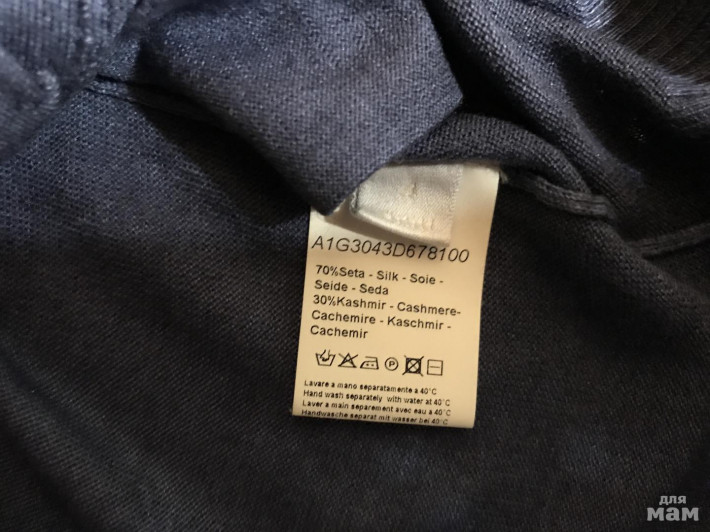 A1G3043D678100
70%Seta - Silk - Soie -
Seide - Seda
30%Kashmir - Cashmere-
Cachemire - Kaschmir -
Cachemir
P
Lavare a mano separatamente a 40°C
Hand wash separately with water at 40°C
Laver a main separement avec eau a 40°C
Handwasche separat mit wasser bei 40°C
для
мам